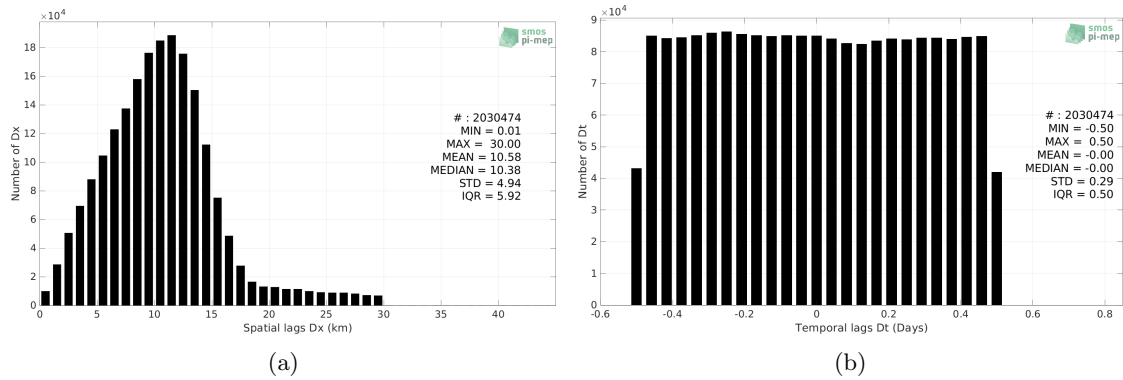 ×10⁴
18
16
14
12
10
8
6
4
2
0
Number of Dx
smos
pi-mep
# : 2030474
MIN = 0.01
MAX = 30.00
MEAN = 10.58
MEDIAN = 10.38
STD = 4.94
IQR = 5.92
0 5 10 15 20 25 30 35 40
Spatial lags Dx (km)
(a)
×10⁴
9
8
7
6
5
4
3
2
1
0
Number of Dt
smos
pi-mep
# : 2030474
MIN = -0.50
MAX = 0.50
MEAN = -0.00
MEDIAN = -0.00
STD = 0.29
IQR = 0.50
-0.6 -0.4 -0.2 0 0.2 0.4 0.6 0.8
Temporal lags Dt (Days)
(b)